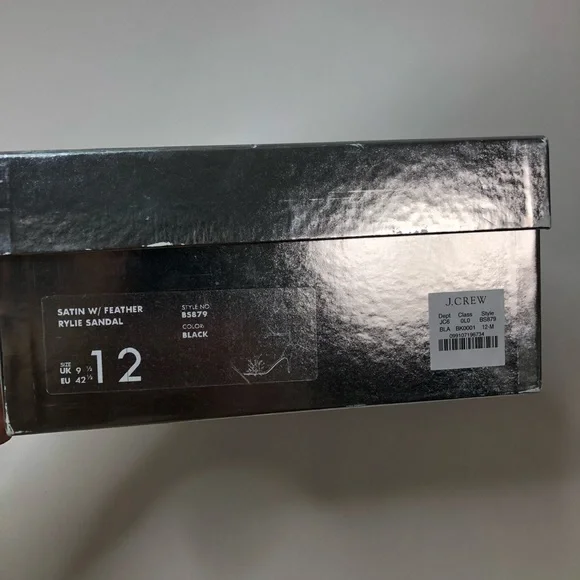 SATIN W/ FEATHER
RYLIE SANDAL
STYLE NO
B5879
COLOR:
BLACK
SIZE
UK 9 ½
EU 42 ½
12
J.CREW
Dept Class Style
JC6 0L0 B5879
BLA BK0001 12-M